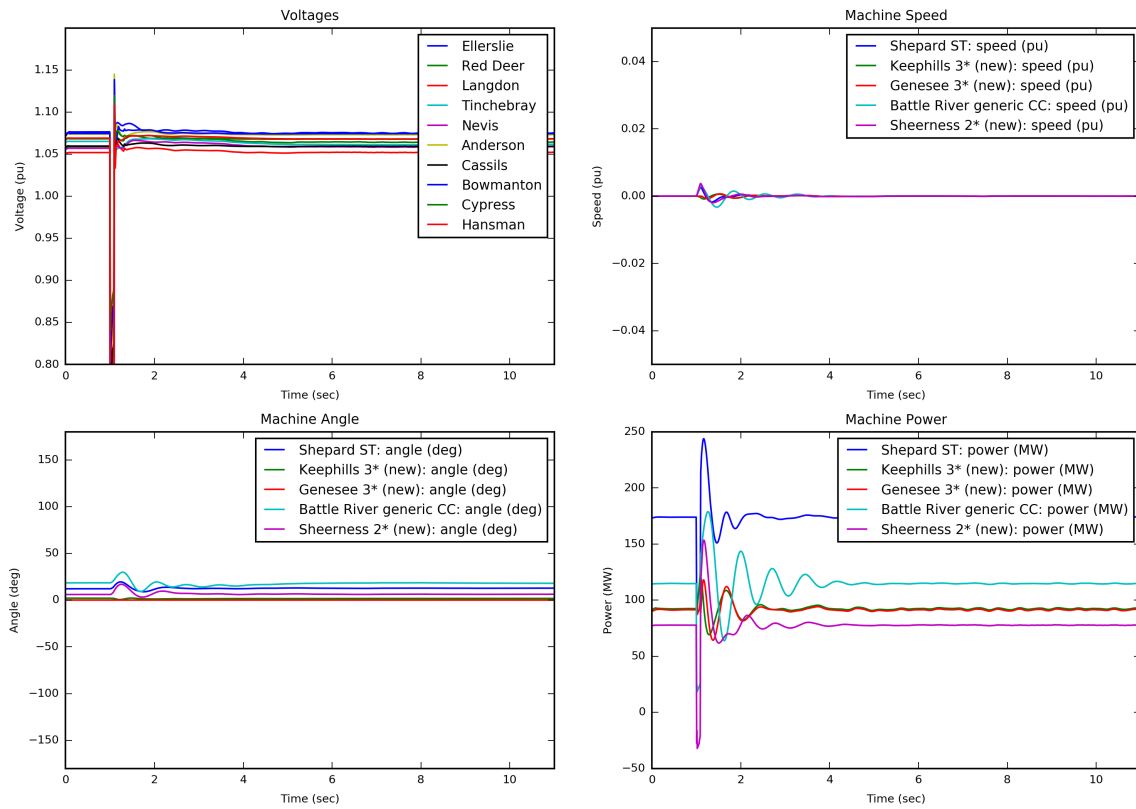 Voltages
1.15
1.10
1.05
1.00
0.95
0.90
0.85
0.80
Voltage (pu)
0
2
4
6
8
10
Time (sec)
Ellerslie
Red Deer
Langdon
Tinchebray
Nevis
Anderson
Cassils
Bowmanton
Cypress
Hansman
Machine Speed
0.04
0.02
0.00
−0.02
−0.04
Speed (pu)
0
2
4
6
8
10
Time (sec)
Shepard ST: speed (pu)
Keephills 3* (new): speed (pu)
Genesee 3* (new): speed (pu)
Battle River generic CC: speed (pu)
Sheerness 2* (new): speed (pu)
Machine Angle
150
100
50
0
−50
−100
−150
Angle (deg)
0
2
4
6
8
10
Time (sec)
Shepard ST: angle (deg)
Keephills 3* (new): angle (deg)
Genesee 3* (new): angle (deg)
Battle River generic CC: angle (deg)
Sheerness 2* (new): angle (deg)
Machine Power
250
200
150
100
50
0
−50
Power (MW)
0
2
4
6
8
10
Time (sec)
Shepard ST: power (MW)
Keephills 3* (new): power (MW)
Genesee 3* (new): power (MW)
Battle River generic CC: power (MW)
Sheerness 2* (new): power (MW)